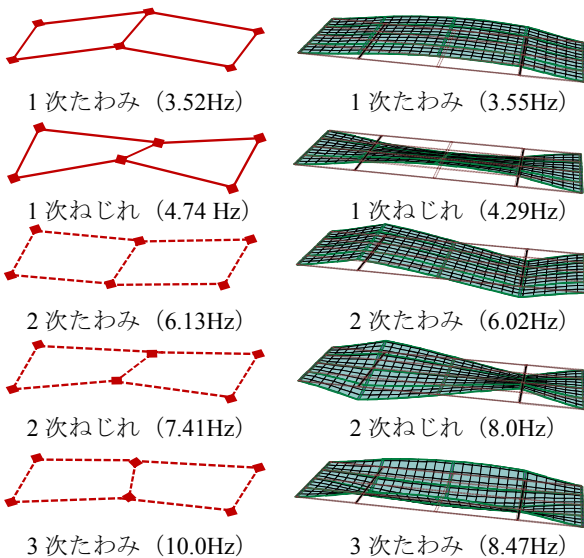 1 次たわみ（3.52Hz）
1 次たわみ（3.55Hz）
1 次ねじれ（4.74 Hz）
1 次ねじれ（4.29Hz）
2 次たわみ（6.13Hz）
2 次たわみ（6.02Hz）
2 次ねじれ（7.41Hz）
2 次ねじれ（8.0Hz）
3 次たわみ（10.0Hz）
3 次たわみ（8.47Hz）